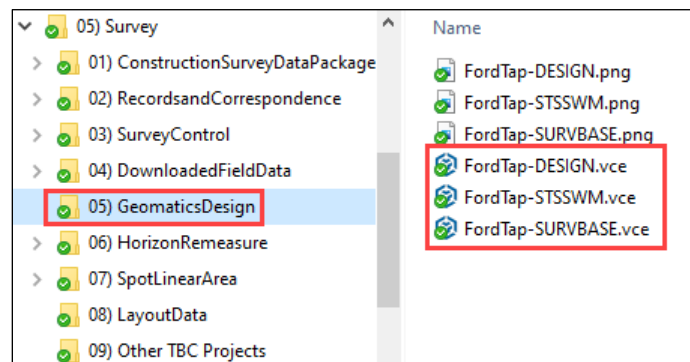 05) Survey
01) ConstructionSurveyDataPackage
02) RecordsandCorrespondence
03) SurveyControl
04) DownloadedFieldData
05) GeomaticsDesign
06) HorizonRemeasure
07) SpotLinearArea
08) LayoutData
09) Other TBC Projects
Name
FordTap-DESIGN.png
FordTap-STSSWM.png
FordTap-SURVBASE.png
FordTap-DESIGN.vce
FordTap-STSSWM.vce
FordTap-SURVBASE.vce